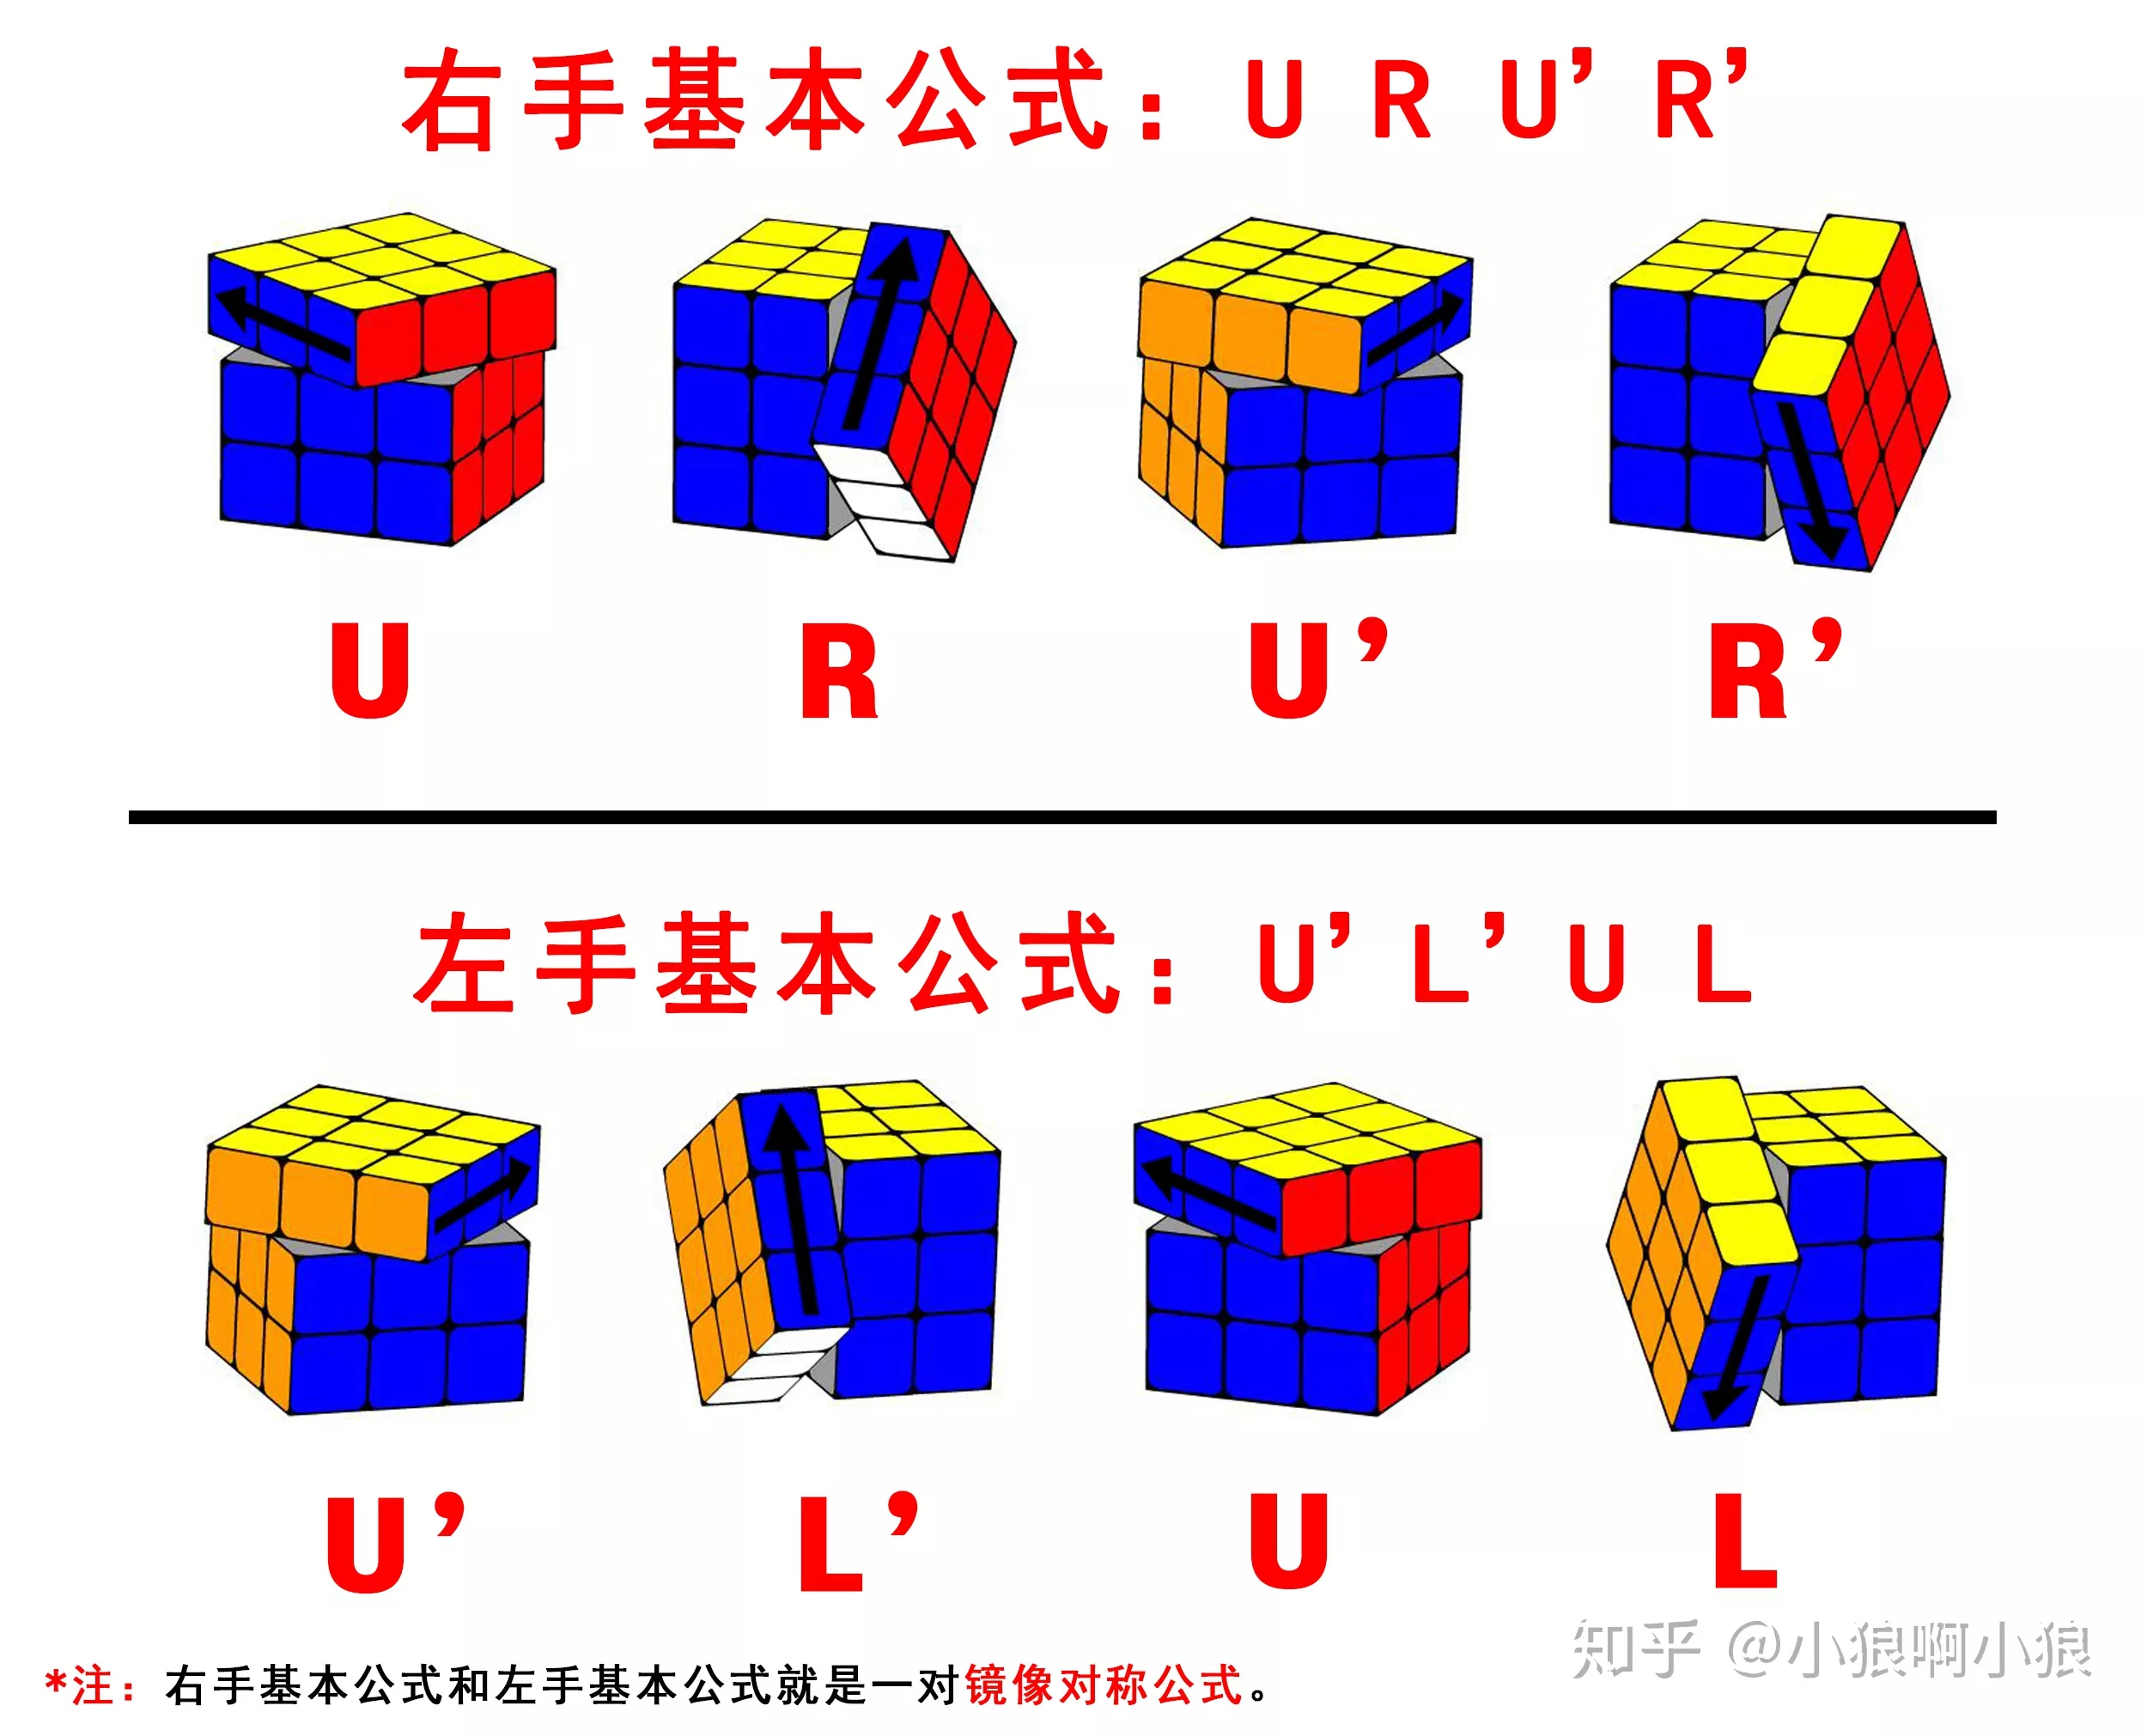 右手基本公式：U R U’ R’
U R U’ R’
左手基本公式：U’ L’ U L
U’ L’ U L
*注：右手基本公式和左手基本公式就是一对镜像对称公式。
知乎 @小狼啊小狼